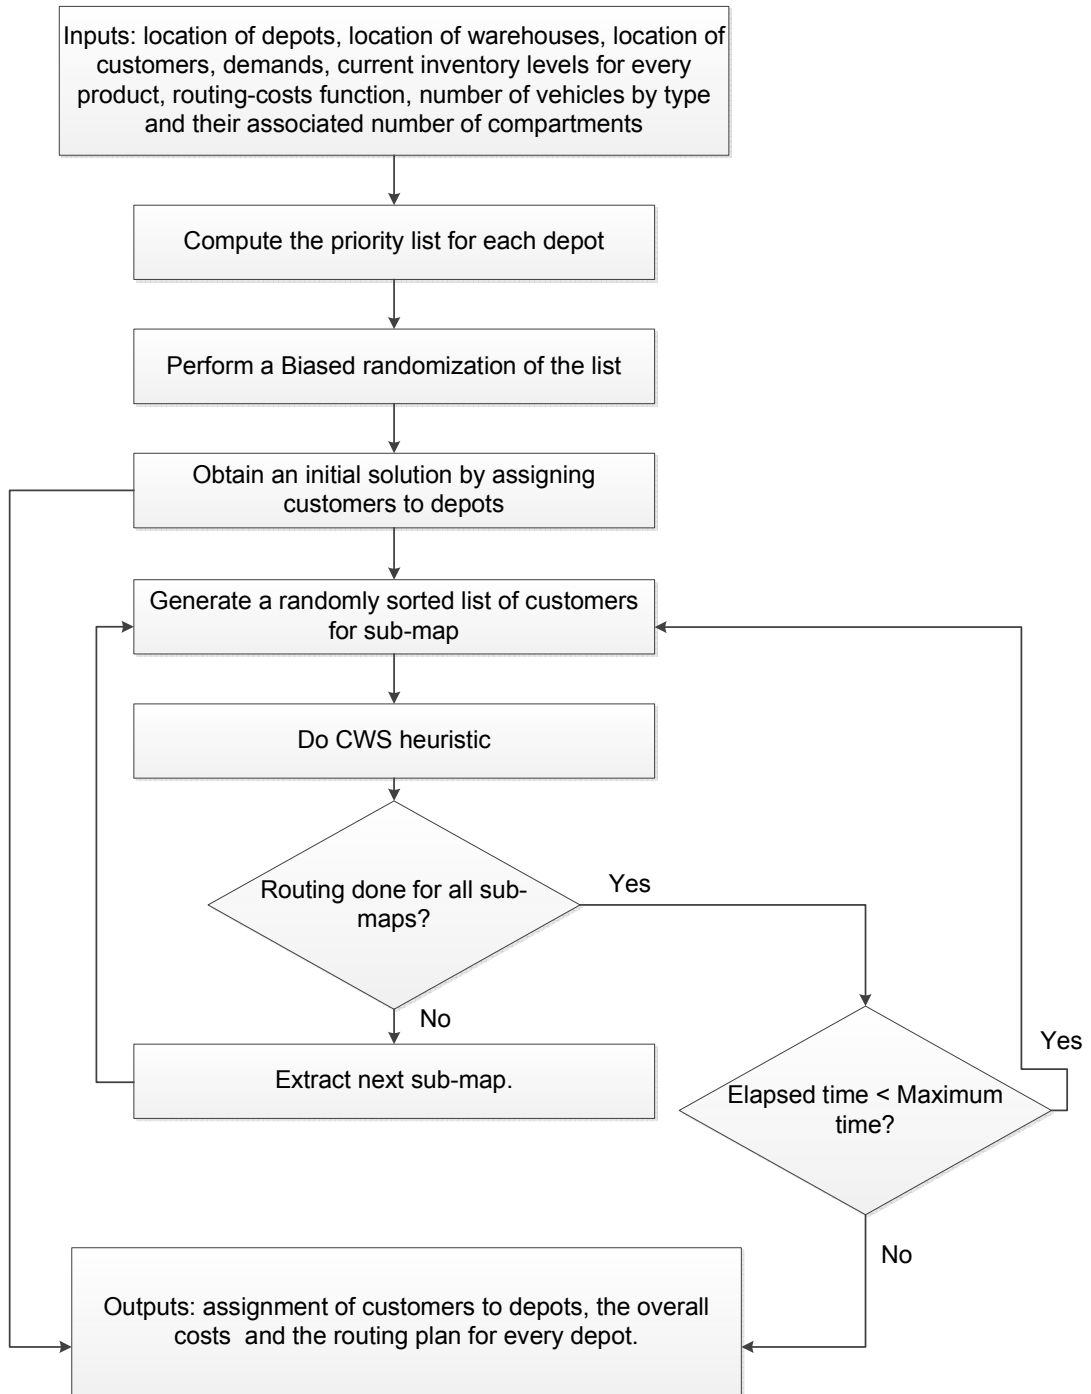 Inputs: location of depots, location of warehouses, location of
customers, demands, current inventory levels for every
product, routing-costs function, number of vehicles by type
and their associated number of compartments
Compute the priority list for each depot
Perform a Biased randomization of the list
Obtain an initial solution by assigning
customers to depots
Generate a randomly sorted list of customers
for sub-map
Do CWS heuristic
Routing done for all sub-
maps?
Yes
No
Extract next sub-map.
Elapsed time < Maximum
time?
Yes
No
Outputs: assignment of customers to depots, the overall
costs and the routing plan for every depot.